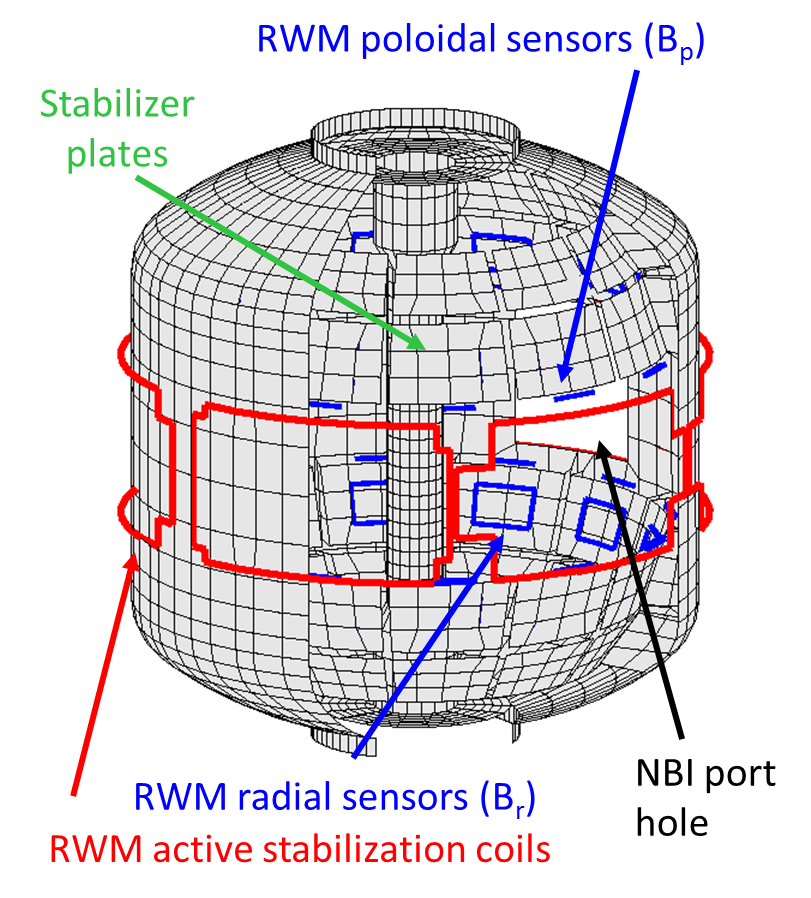 RWM poloidal sensors (Bp)
Stabilizer
plates
NBI port
hole
RWM radial sensors (Br)
RWM active stabilization coils